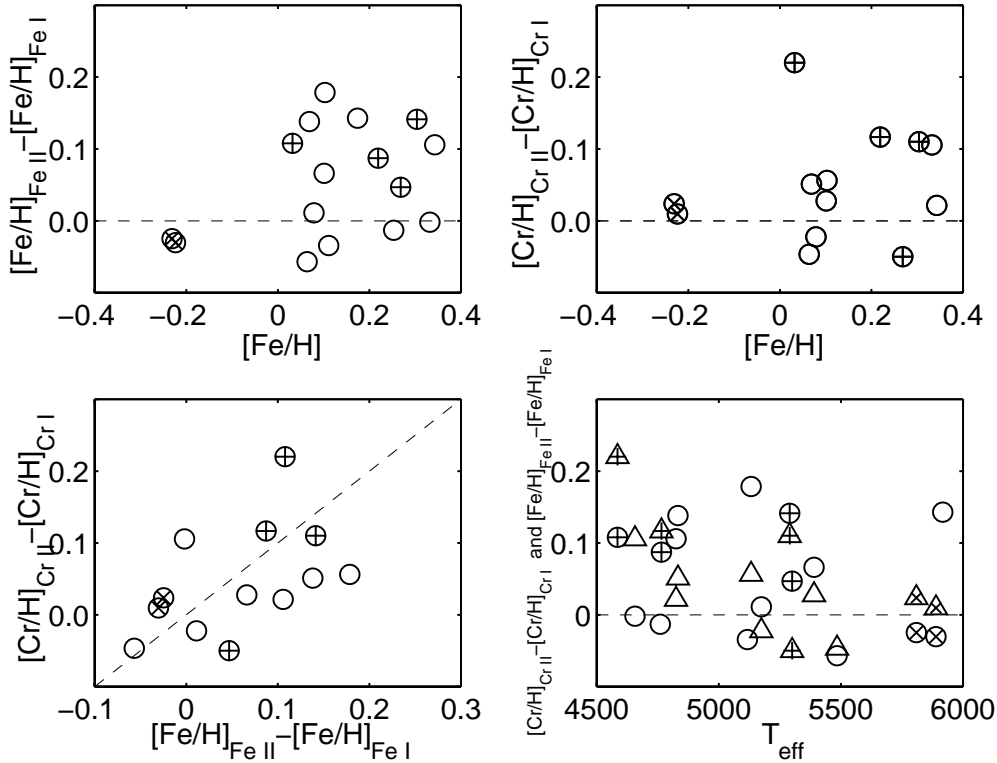 [Fe/H]Fe II−[Fe/H]Fe I
0.2
0.1
0.0
−0.4 −0.2 0 0.2 0.4
[Fe/H]
[Cr/H]Cr II−[Cr/H]Cr I
0.2
0.1
0.0
−0.4 −0.2 0 0.2 0.4
[Fe/H]
[Cr/H]Cr II−[Cr/H]Cr I
0.2
0.1
0
−0.1 0 0.1 0.2 0.3
[Fe/H]Fe II−[Fe/H]Fe I
[Cr/H]Cr II−[Cr/H]Cr I and [Fe/H]Fe II−[Fe/H]Fe I
0.2
0.1
0
4500 5000 5500 6000
Teff